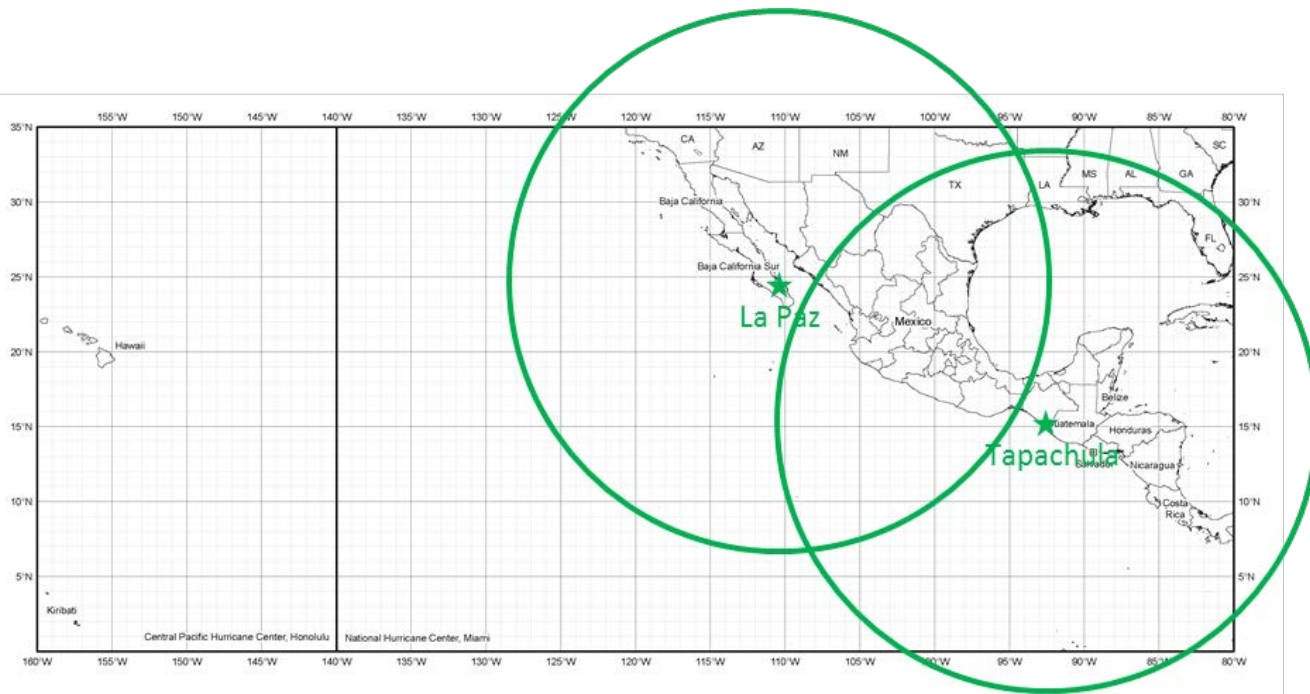 155°W 150°W 145°W 140°W 135°W 130°W 125°W 120°W 115°W 110°W 105°W 100°W 95°W 90°W 85°W 80°W
35°N 35°N
CA AZ NM TX LA MS AL GA SC
30°N Baja California 30°N
FL
25°N Baja California Sur 25°N
La Paz
Mexico
Hawaii
20°N 20°N
Belize
15°N Guatemala Honduras 15°N
Tapachula
El
Salvador Nicaragua
10°N 10°N
Costa
Rica
5°N 5°N
Kiribati
Central Pacific Hurricane Center, Honolulu National Hurricane Center, Miami
160°W 155°W 150°W 145°W 140°W 135°W 130°W 125°W 120°W 115°W 110°W 105°W 100°W 95°W 90°W 85°W 80°W